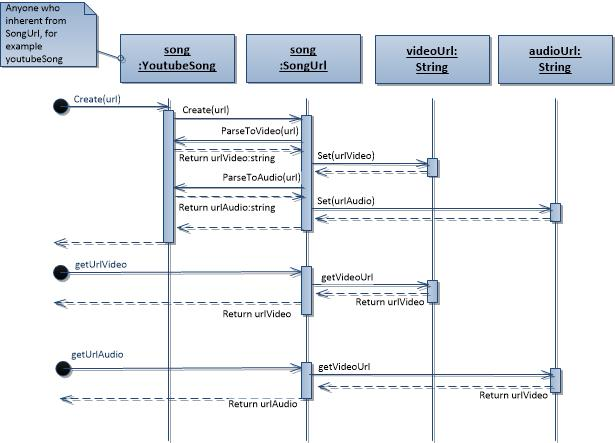 Anyone who
inherent from
SongUrl, for
example
youtubeSong
song
:YoutubeSong
song
:SongUrl
videoUrl:
String
audioUrl:
String
Create(url)
Create(url)
ParseToVideo(url)
Return urlVideo:string
Set(urlVideo)
ParseToAudio(url)
Return urlAudio:string
Set(urlAudio)
getUrlVideo
getVideoUrl
Return urlVideo
Return urlVideo
getUrlAudio
getVideoUrl
Return urlVideo
Return urlAudio